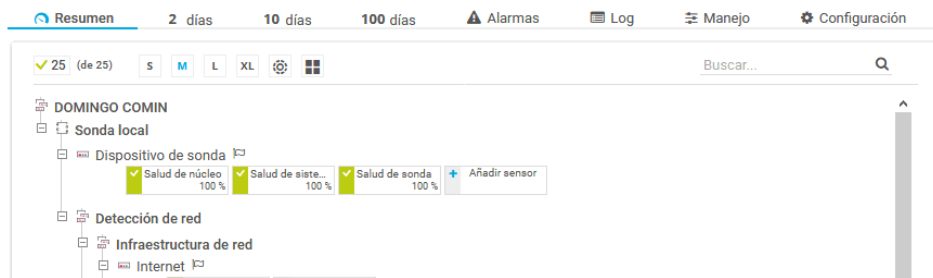 Resumen 2 días 10 días 100 días Alarmas Log Manejo Configuración
25 (de 25) S M L XL Buscar...
DOMINGO COMIN
Sonda local
Dispositivo de sonda
Salud de núcleo Salud de siste... Salud de sonda Añadir sensor
100 % 100 % 100 %
Detección de red
Infraestructura de red
Internet